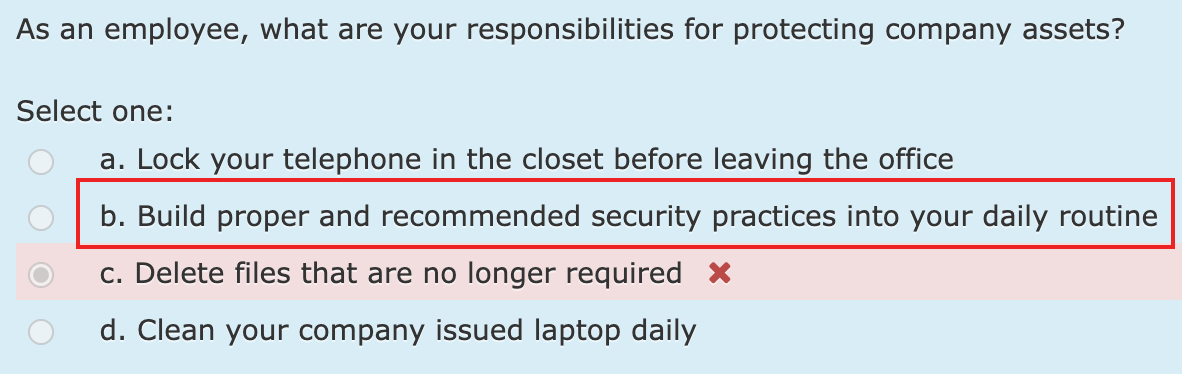 As an employee, what are your responsibilities for protecting company assets?
Select one:
a. Lock your telephone in the closet before leaving the office
b. Build proper and recommended security practices into your daily routine
c. Delete files that are no longer required
d. Clean your company issued laptop daily